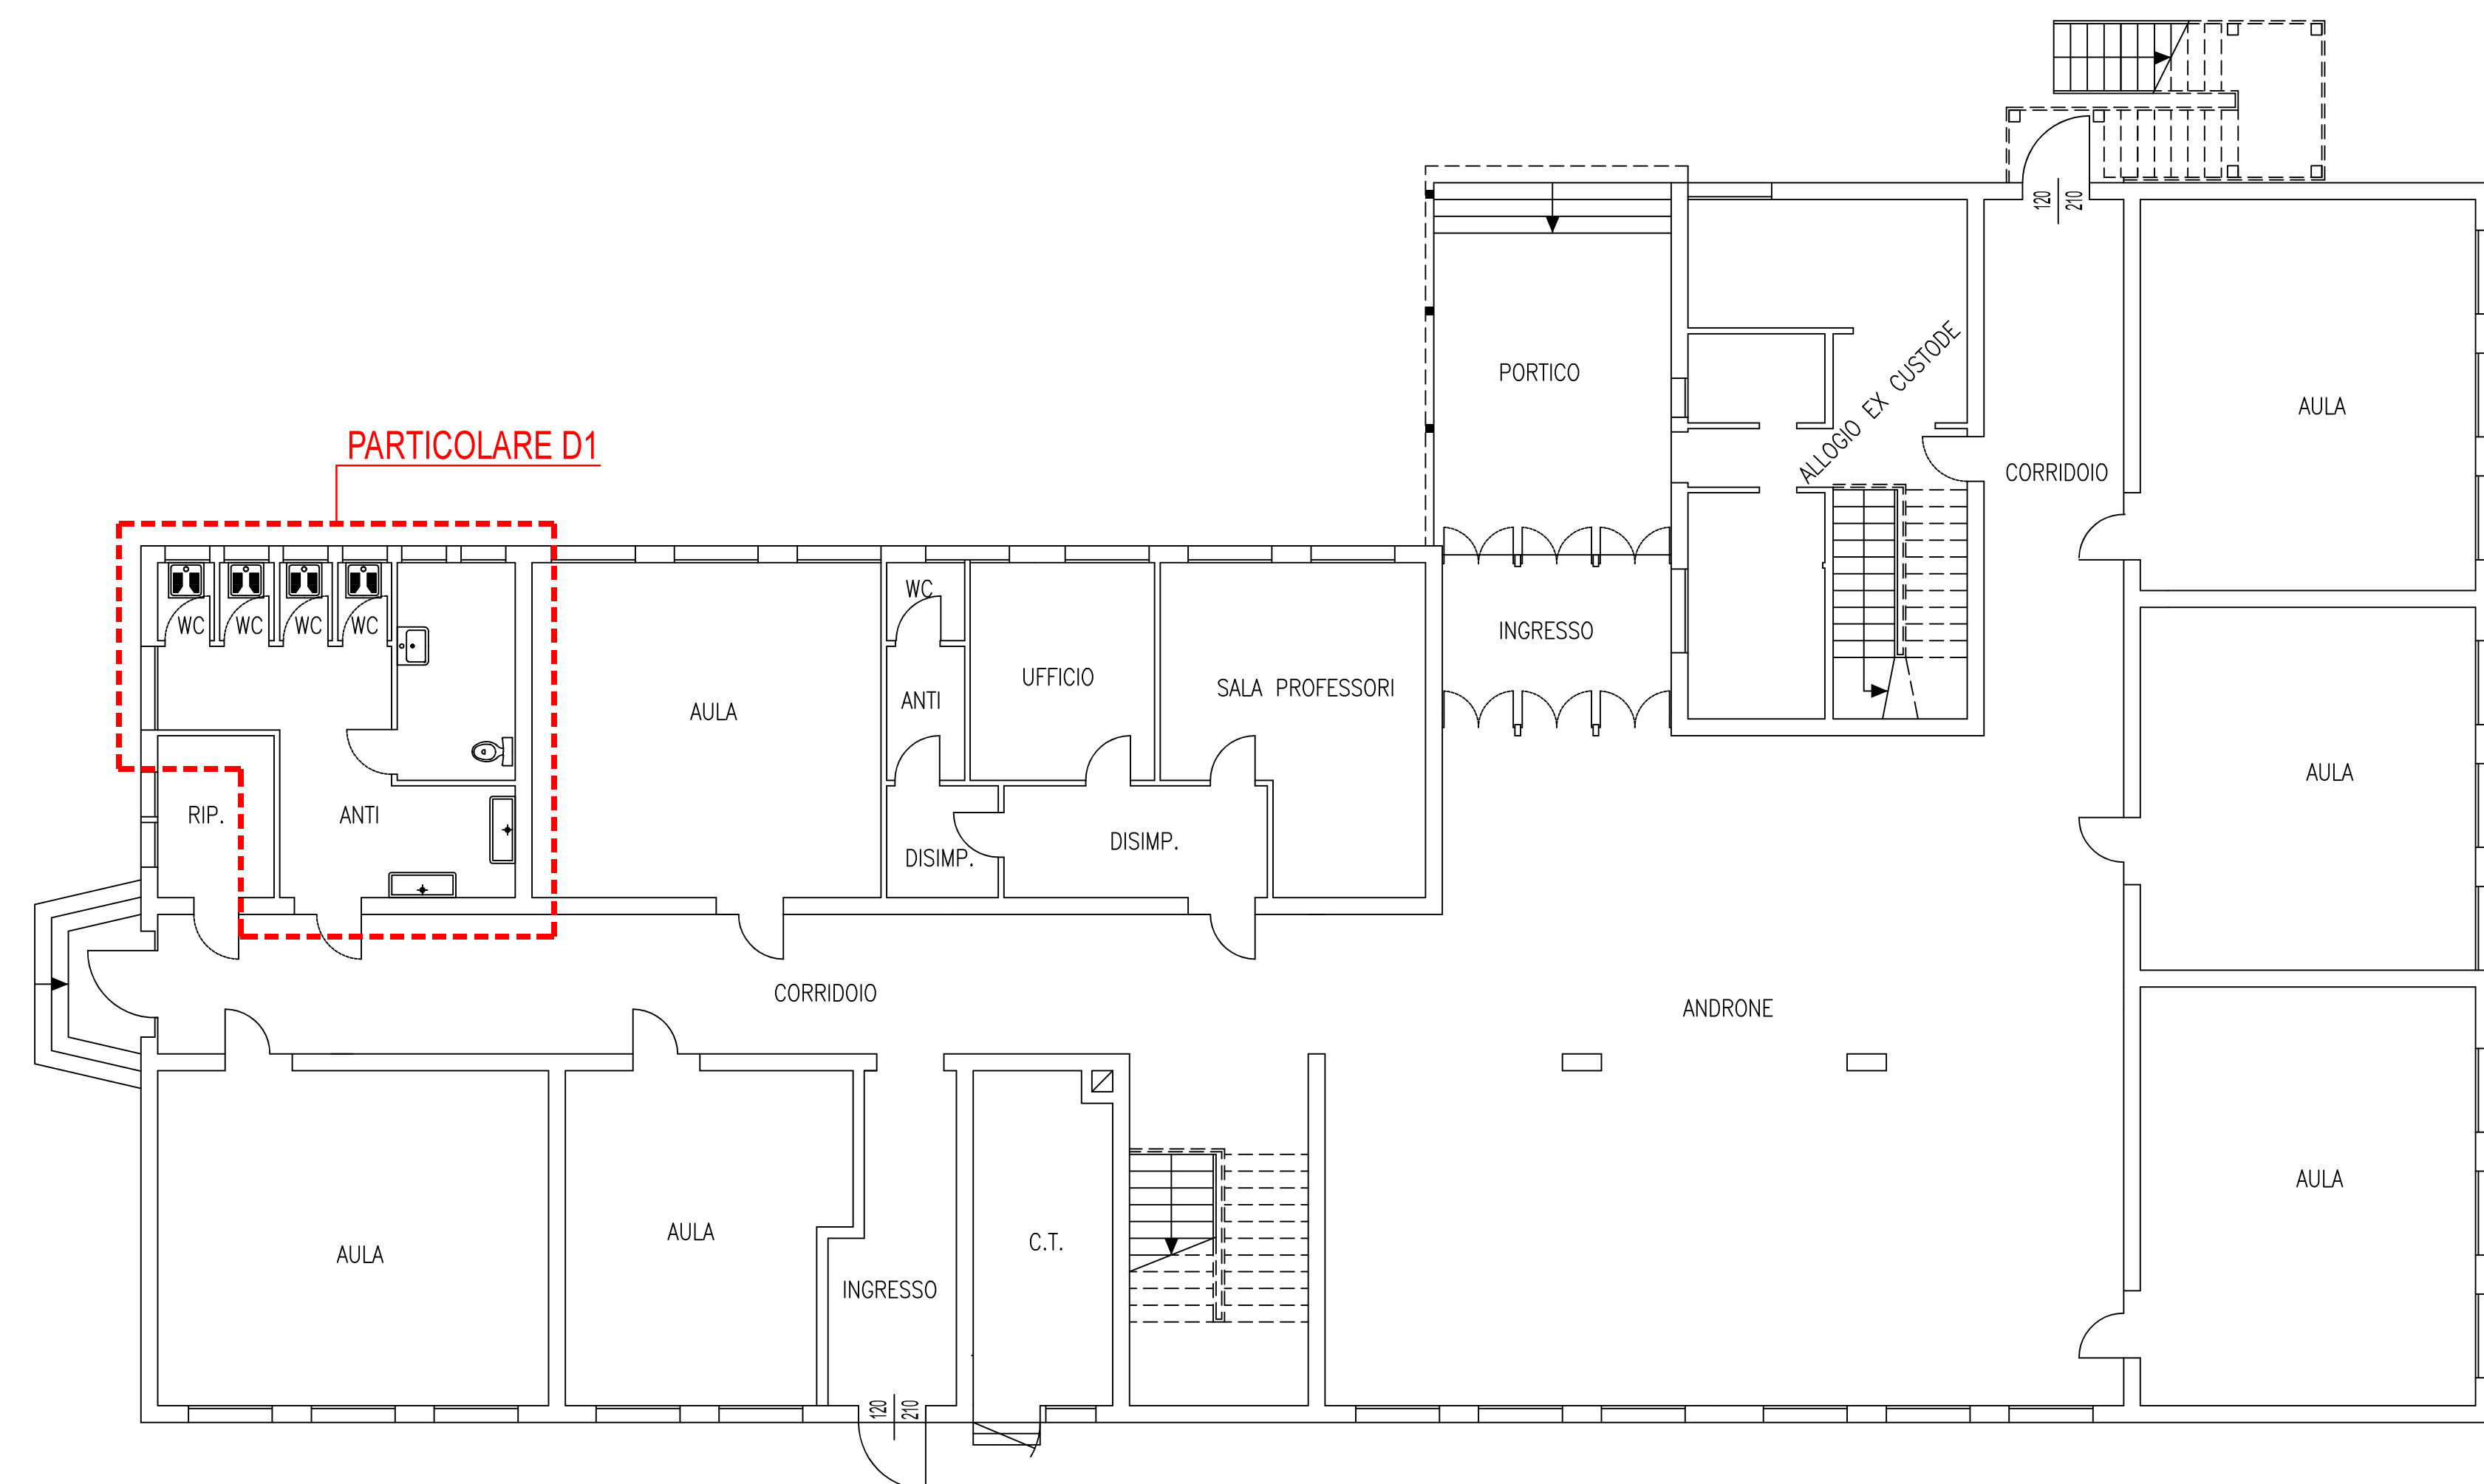 120
210
PORTICO
ALLOGIO EX CUSTODE
AULA
PARTICOLARE D1
CORRIDOIO
WC
WC
WC
WC
WC
INGRESSO
UFFICIO
SALA PROFESSORI
ANTI
AULA
AULA
RIP.
ANTI
DISIMP.
DISIMP.
CORRIDOIO
ANDRONE
AULA
AULA
AULA
C.T.
INGRESSO
120
210